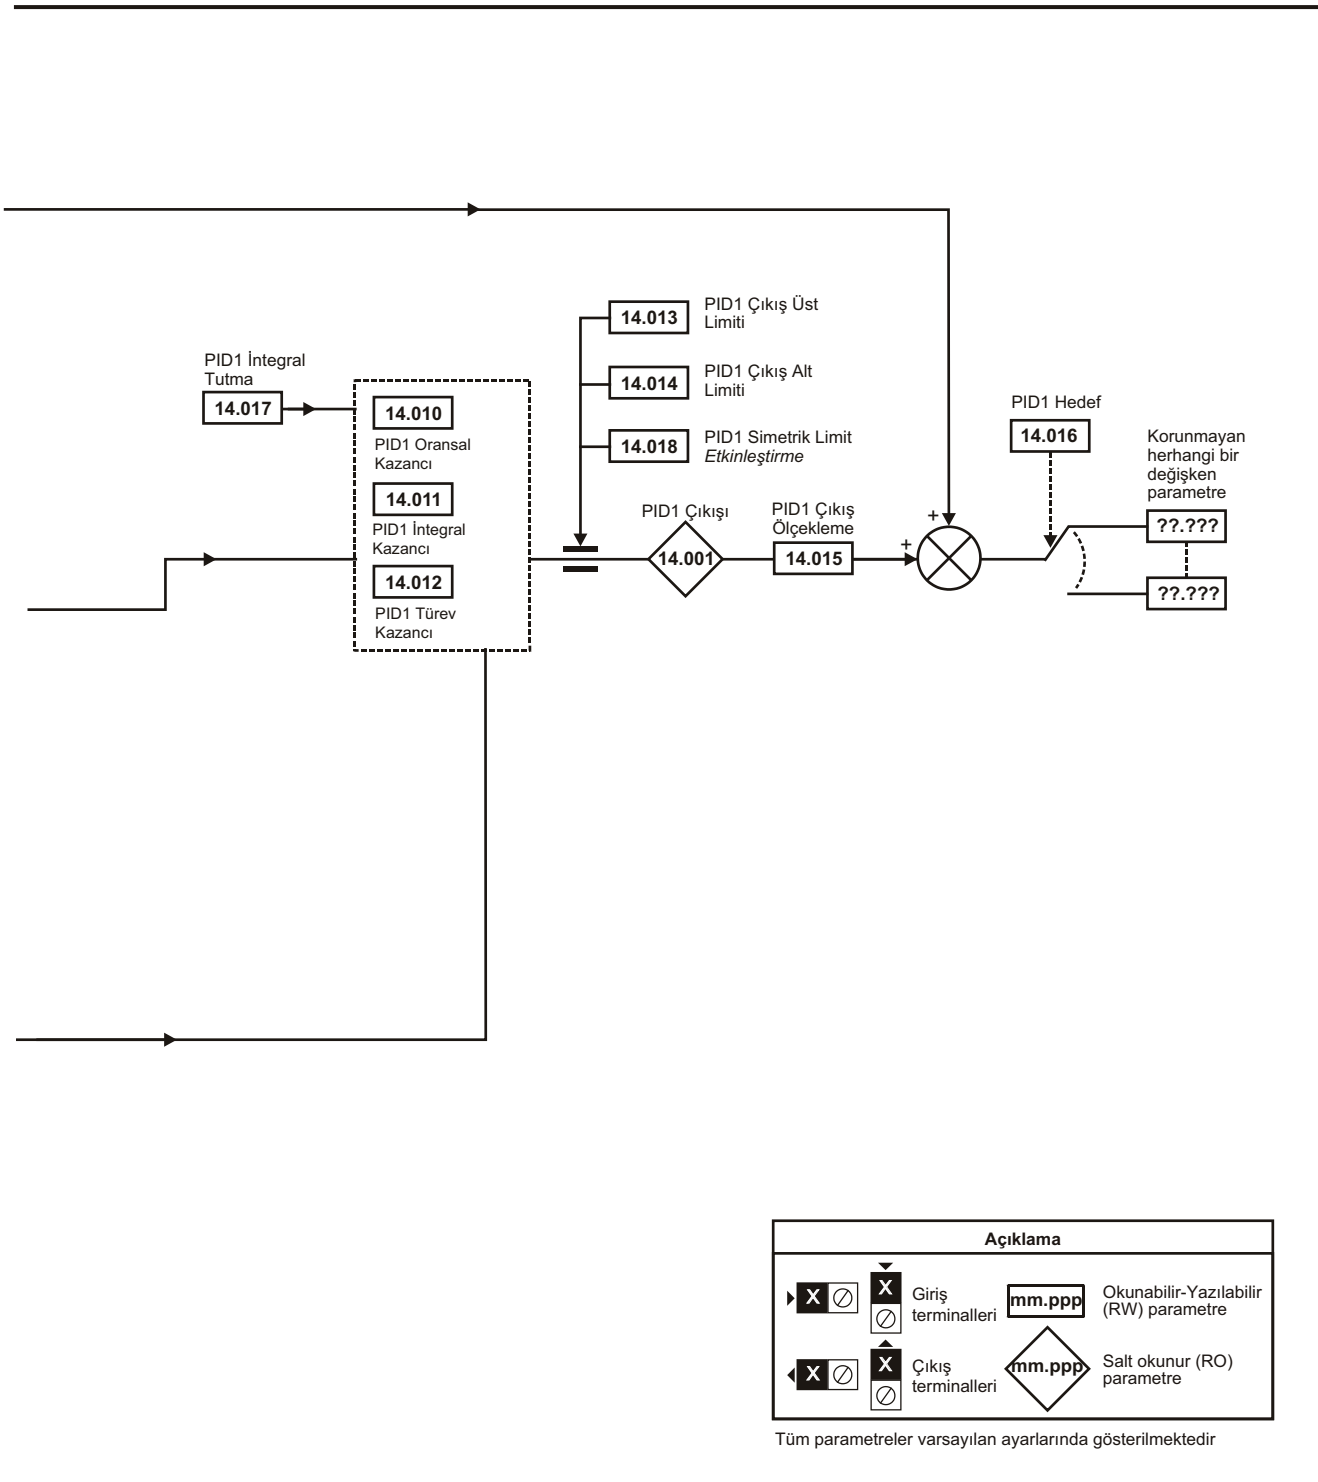 PID1 Çıkış Üst
Limiti
14.013
PID1 Çıkış Alt
Limiti
14.014
PID1 Simetrik Limit
Etkinleştirme
14.018
PID1 İntegral
Tutma
14.017
14.010
PID1 Oransal
Kazancı
14.011
PID1 İntegral
Kazancı
14.012
PID1 Türev
Kazancı
PID1 Çıkışı
14.001
PID1 Çıkış
Ölçekleme
14.015
+
+
PID1 Hedef
14.016
Korunmayan
herhangi bir
değişken
parametre
??.???
??.???
Açıklama
X
X
Giriş
terminalleri
mm.ppp
Okunabilir-Yazılabilir
(RW) parametre
X
X
Çıkış
terminalleri
mm.ppp
Salt okunur (RO)
parametre
Tüm parametreler varsayılan ayarlarında gösterilmektedir